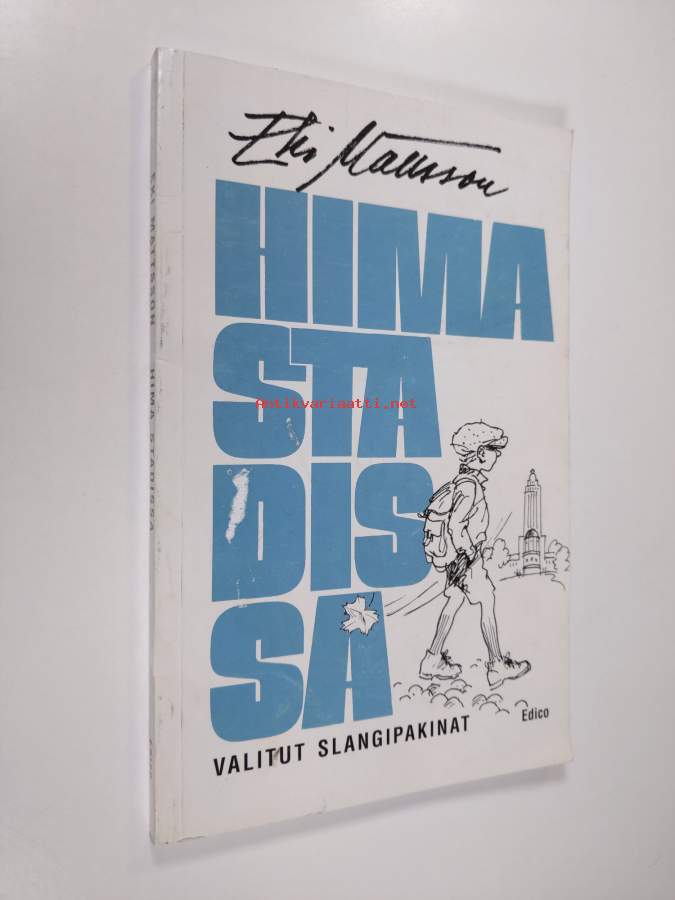 Eki Mattsson
HIMA
STA
DIS
SA
VALITUT SLANGIPAKINAT
Edico
EKI MATTSSON HIMA STADISSA
Antikvariaatti.net